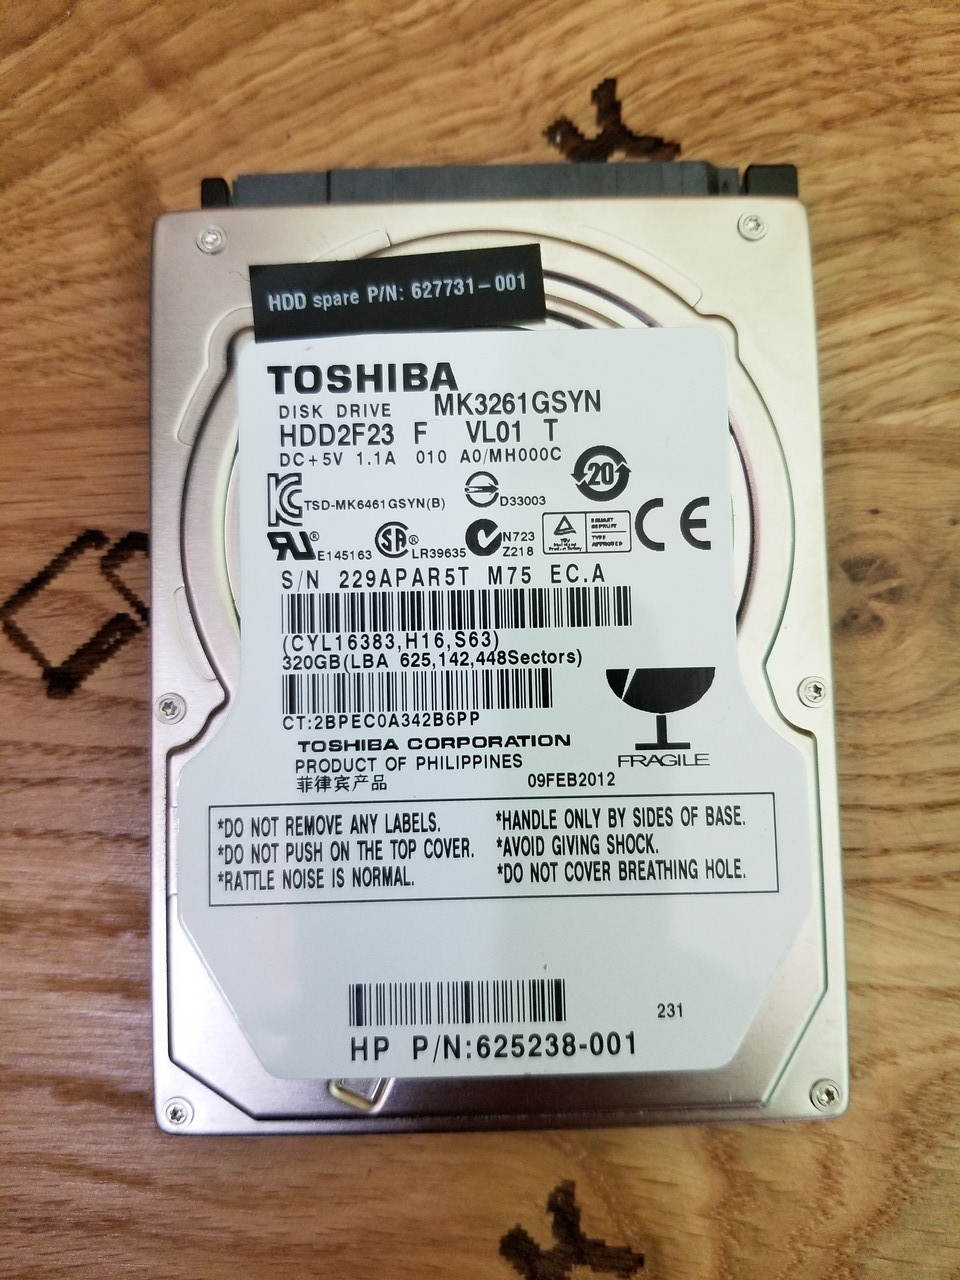 HDD spare P/N: 627731-001
TOSHIBA
DISK DRIVE MK3261GSYN
HDD2F23 F VL01 T
DC+5V 1.1A 010 A0/MH000C
20
TSD-MK6461GSYN(B) D33003
E145163 LR39635 N723
Z218
CE
S/N 229APAR5T M75 EC.A
(CYL16383,H16,S63)
320GB(LBA 625,142,448Sectors)
CT:2BPEC0A342B6PP
TOSHIBA CORPORATION
FRAGILE
PRODUCT OF PHILIPPINES
菲律宾产品 09FEB2012
*DO NOT REMOVE ANY LABELS. *HANDLE ONLY BY SIDES OF BASE.
*DO NOT PUSH ON THE TOP COVER. *AVOID GIVING SHOCK.
*RATTLE NOISE IS NORMAL. *DO NOT COVER BREATHING HOLE.
231
HP P/N:625238-001